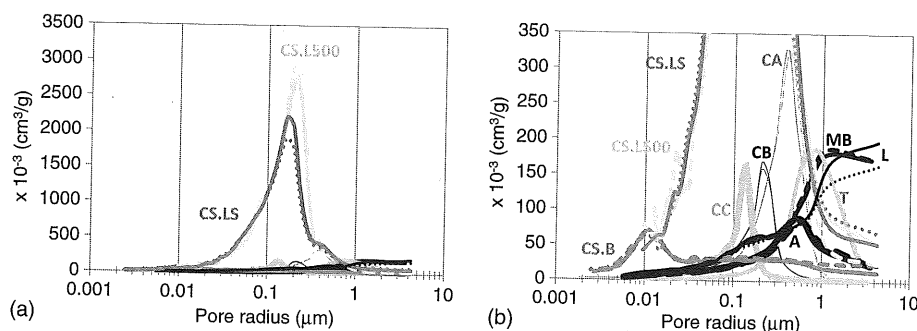 3500
3000
2500
2000
1500
1000
500
0
x 10⁻³ (cm³/g)
CS.L500
CS.LS
0.001
0.01
0.1
1
10
(a)
Pore radius (µm)
350
300
250
200
150
100
50
0
x 10⁻³ (cm³/g)
CS.LS
CA
CS.L500
CB
MB
L
CC
T
CS.B
A
0.001
0.01
0.1
1
10
(b)
Pore radius (µm)